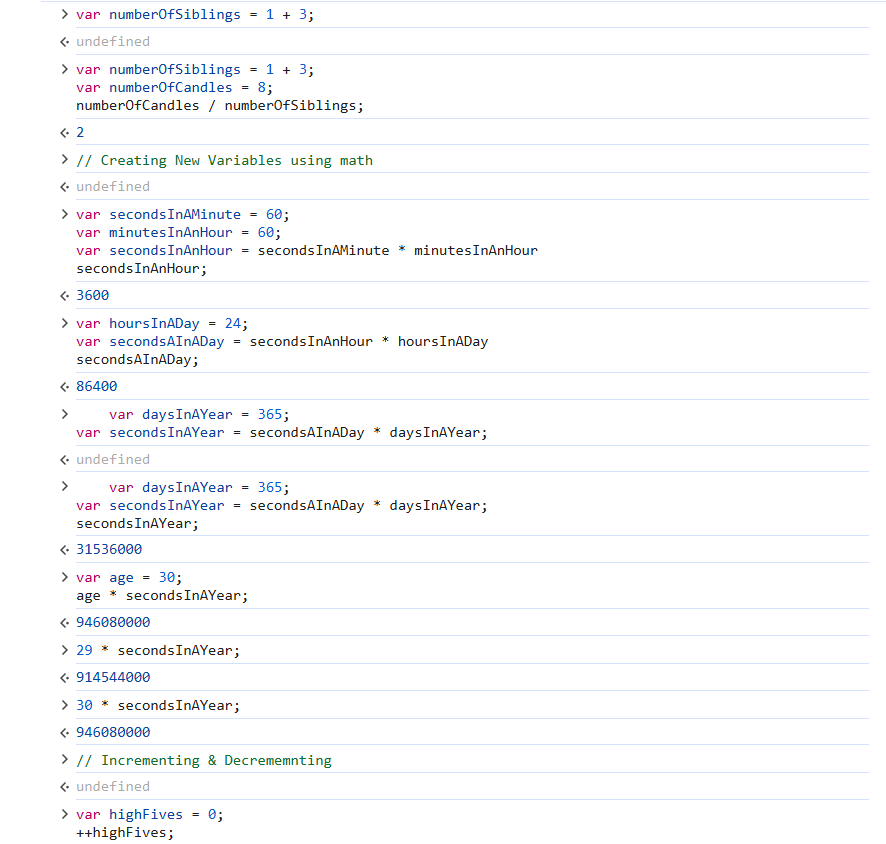 > var numberOfSiblings = 1 + 3;
<· undefined
> var numberOfSiblings = 1 + 3;
var numberOfCandles = 8;
numberOfCandles / numberOfSiblings;
<· 2
> // Creating New Variables using math
<· undefined
> var secondsInAMinute = 60;
var minutesInAnHour = 60;
var secondsInAnHour = secondsInAMinute * minutesInAnHour
secondsInAnHour;
<· 3600
> var hoursInADay = 24;
var secondsAInADay = secondsInAnHour * hoursInADay
secondsAInADay;
<· 86400
>     var daysInAYear = 365;
var secondsInAYear = secondsAInADay * daysInAYear;
<· undefined
>     var daysInAYear = 365;
var secondsInAYear = secondsAInADay * daysInAYear;
secondsInAYear;
<· 31536000
> var age = 30;
age * secondsInAYear;
<· 946080000
> 29 * secondsInAYear;
<· 914544000
> 30 * secondsInAYear;
<· 946080000
> // Incrementing & Decrememnting
<· undefined
> var highFives = 0;
++highFives;